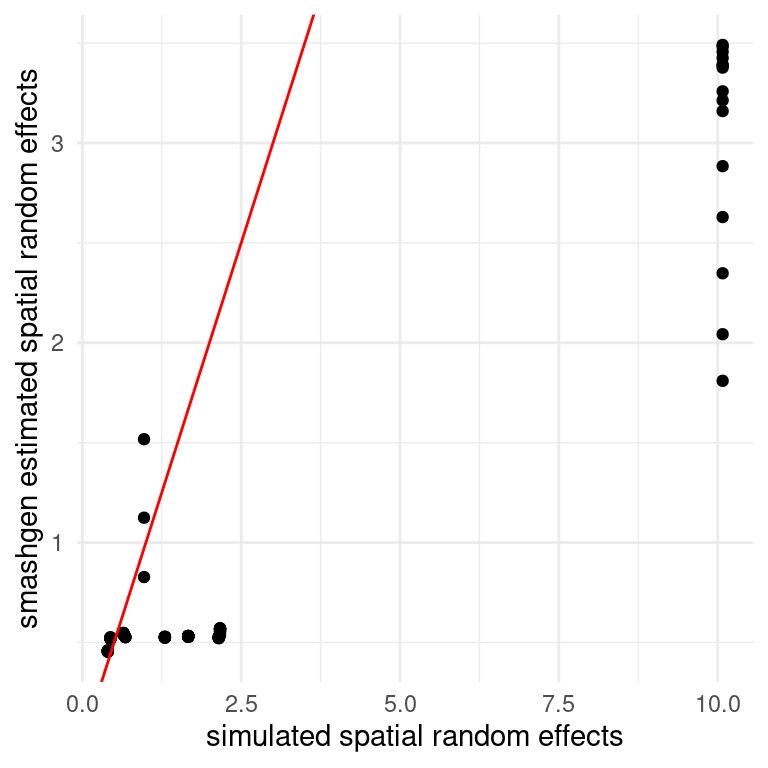 smashgen estimated spatial random effects
3
2
1
0.0 2.5 5.0 7.5 10.0
simulated spatial random effects